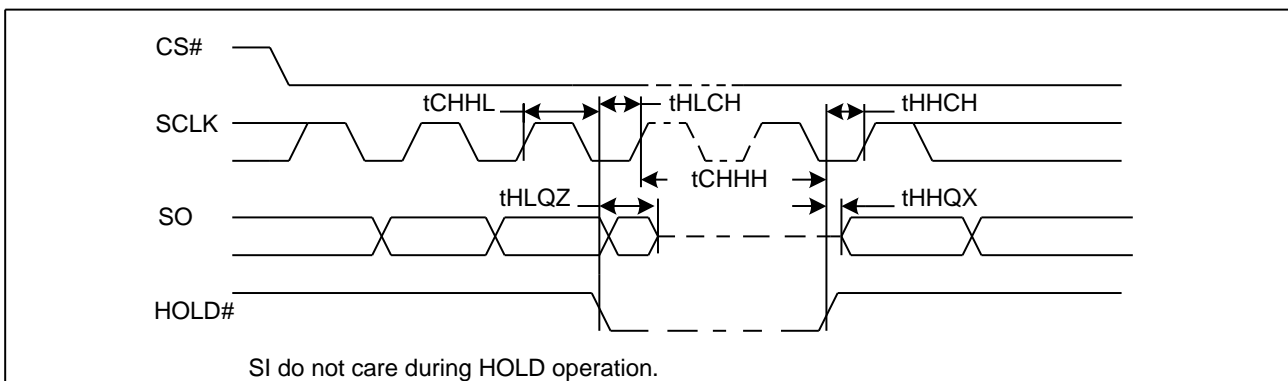 CS#
tCHHL
tHLCH
tHHCH
SCLK
tCHHH
tHLQZ
tHHQX
SO
HOLD#
SI do not care during HOLD operation.